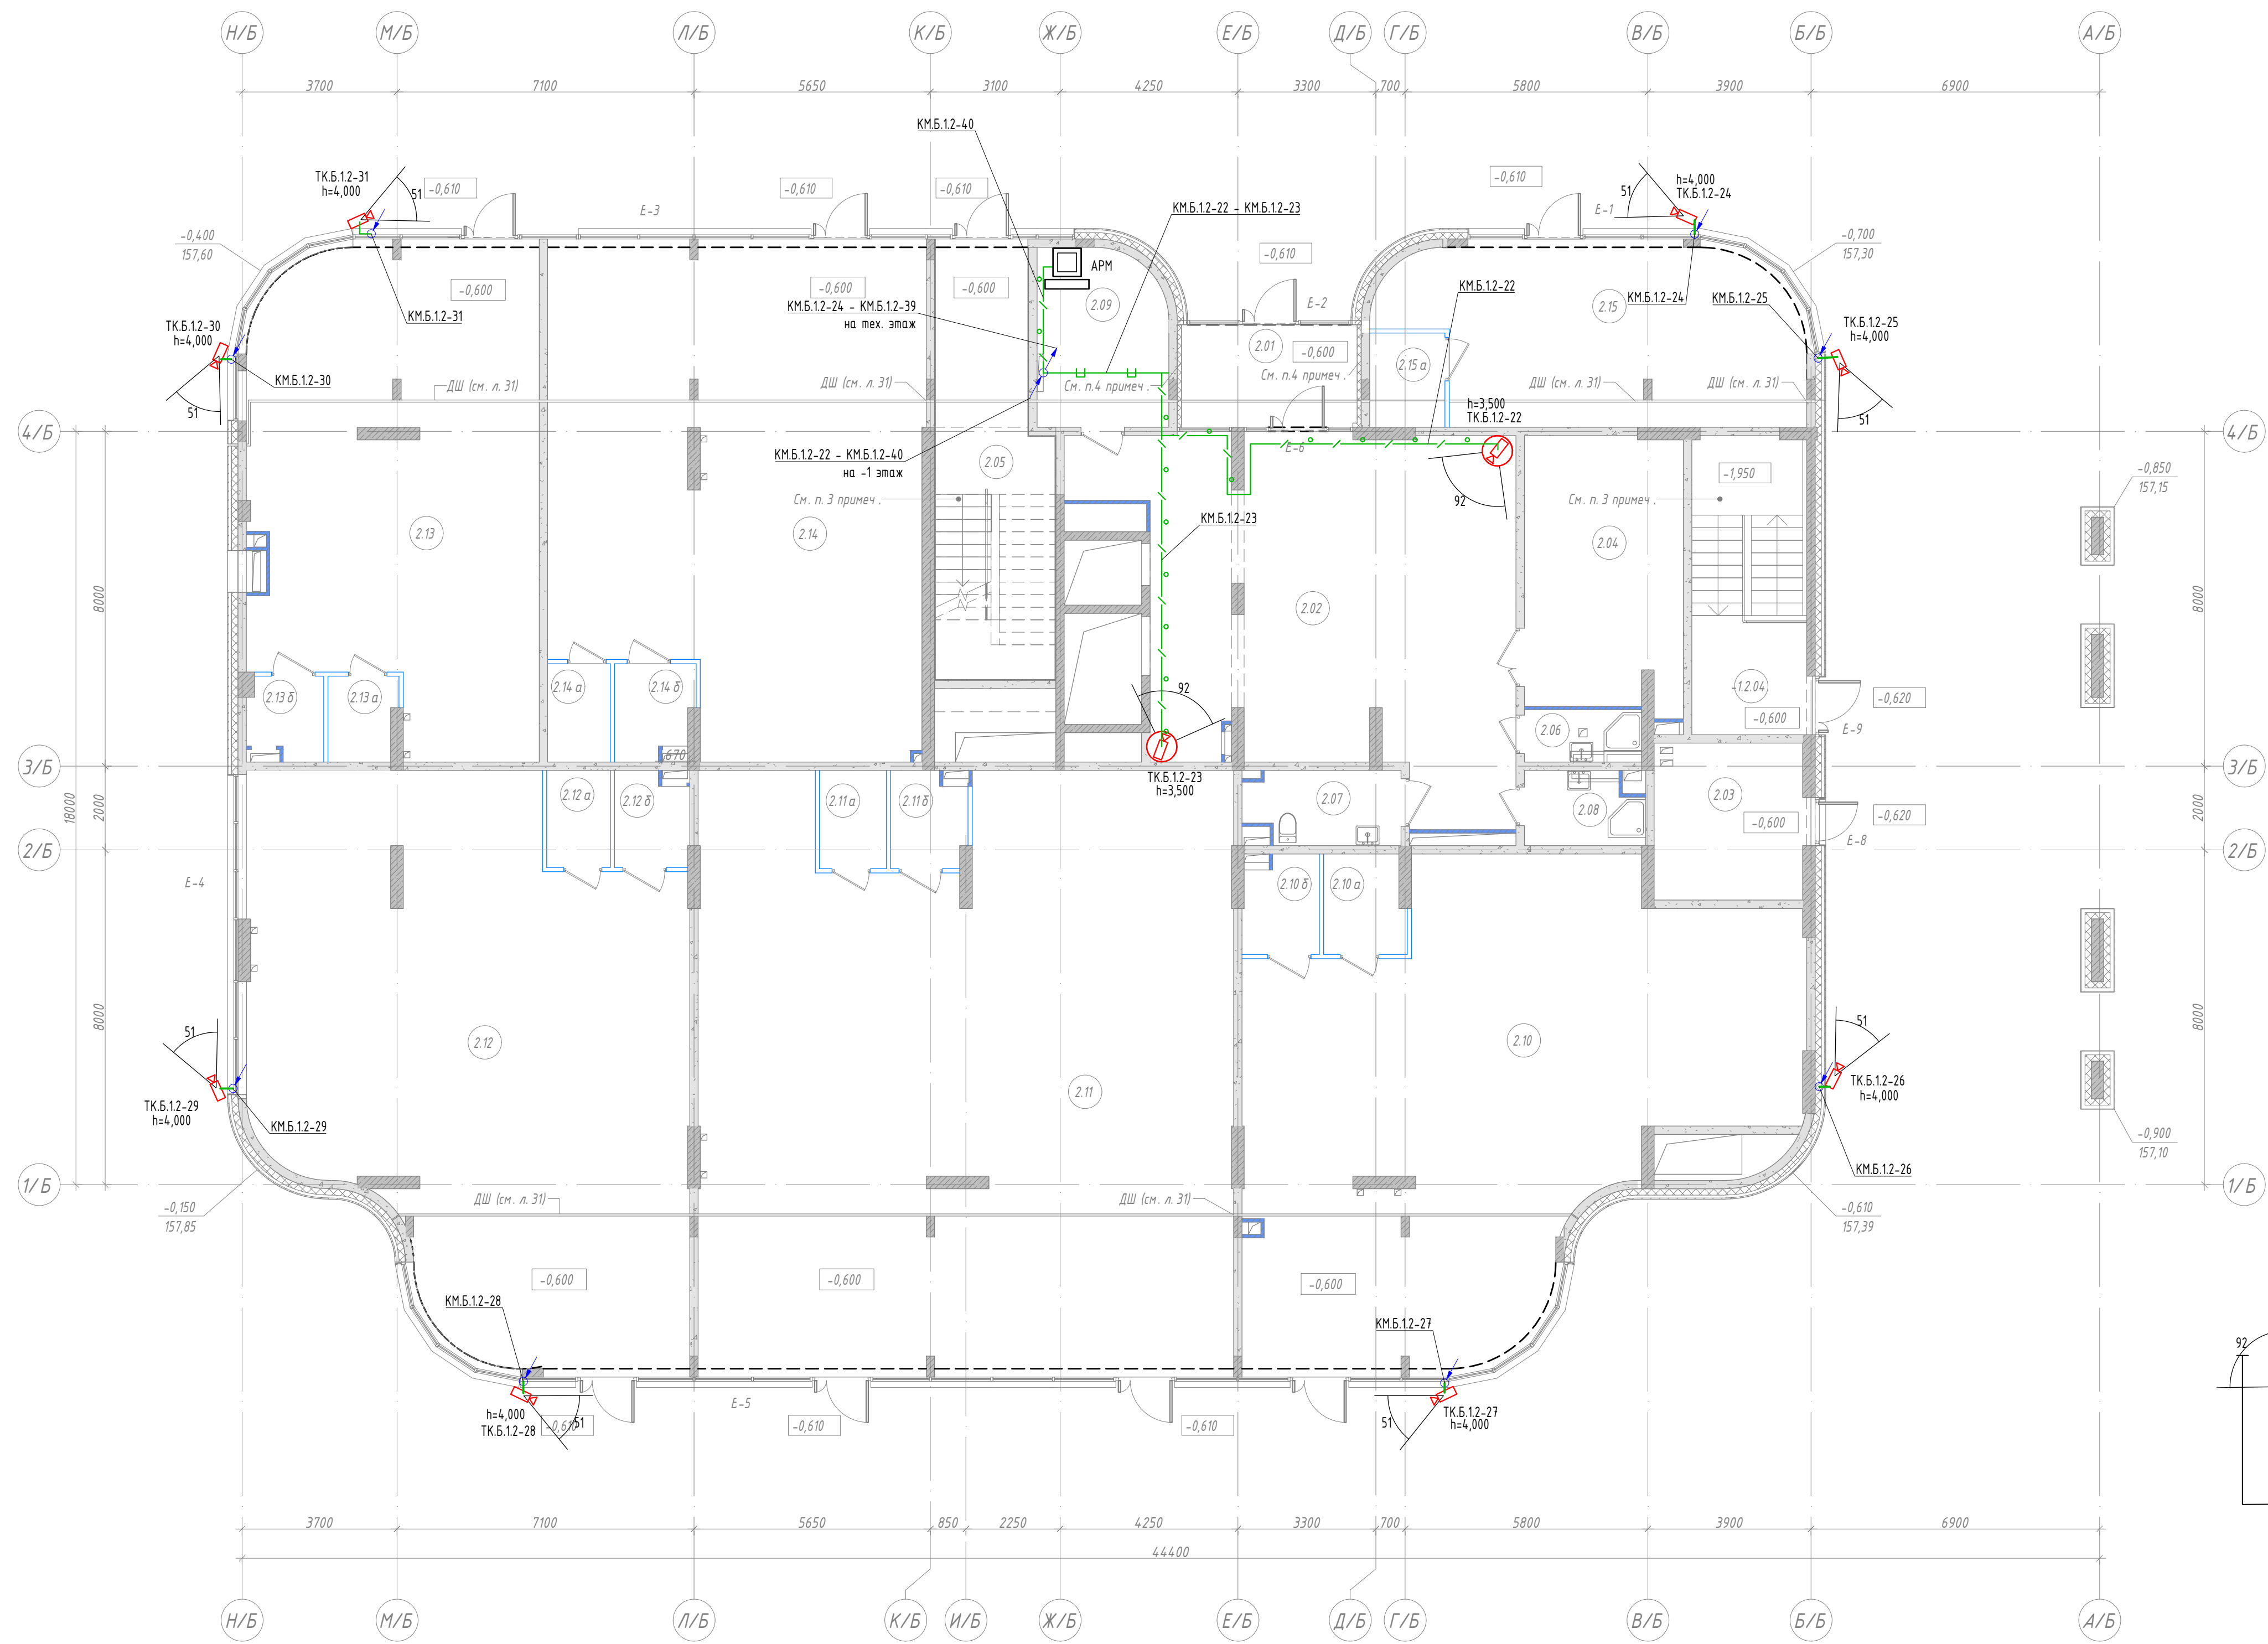 Н/Б
М/Б
Л/Б
К/Б
Ж/Б
Е/Б
Д/Б
Г/Б
В/Б
Б/Б
А/Б
3700
7100
5650
3100
4250
3300
700
5800
3900
6900
КМ.Б.1.2-40
ТК.Б.1.2-31
h=4,000
51
-0,610
Е-3
-0,610
-0,610
КМ.Б.1.2-22 - КМ.Б.1.2-23
-0,610
Е-1
51
h=4,000
ТК.Б.1.2-24
-0,400
157,60
-0,610
-0,700
157,30
АРМ
-0,600
-0,600
-0,600
2.09
КМ.Б.1.2-24 - КМ.Б.1.2-39
на тех. этаж
КМ.Б.1.2-31
Е-2
КМ.Б.1.2-22
2.15
КМ.Б.1.2-24
КМ.Б.1.2-25
ТК.Б.1.2-30
h=4,000
ТК.Б.1.2-25
h=4,000
2.01
-0,600
2.15 а
КМ.Б.1.2-30
51
ДШ (см. л. 31)
ДШ (см. л. 31)
См. п.4 примеч .
См. п.4 примеч .
ДШ (см. л. 31)
ДШ (см. л. 31)
51
h=3,500
ТК.Б.1.2-22
4/Б
4/Б
Е-6
КМ.Б.1.2-22 - КМ.Б.1.2-40
на -1 этаж
2.05
-1,950
-0,850
157,15
См. п. 3 примеч .
92
См. п. 3 примеч .
КМ.Б.1.2-23
2.13
2.14
2.04
8000
2.02
8000
2.13 б
2.13 а
2.14 а
2.14 б
92
-1.2.04
-0,600
-0,620
Е-9
2.06
670
3/Б
3/Б
ТК.Б.1.2-23
h=3,500
18000
2000
2.12 а
2.12 б
2.11 а
2.11 б
2.07
2.08
2.03
-0,600
-0,620
2000
Е-8
2/Б
2/Б
Е-4
2.10 б
2.10 а
8000
8000
51
2.12
2.10
51
2.11
ТК.Б.1.2-29
h=4,000
КМ.Б.1.2-29
ТК.Б.1.2-26
h=4,000
-0,900
157,10
КМ.Б.1.2-26
1/Б
1/Б
-0,150
157,85
ДШ (см. л. 31)
ДШ (см. л. 31)
-0,610
157,39
-0,600
-0,600
-0,600
КМ.Б.1.2-28
КМ.Б.1.2-27
92
h=4,000
ТК.Б.1.2-28
-0,610
51
Е-5
-0,610
-0,610
51
ТК.Б.1.2-27
h=4,000
3700
7100
5650
850
2250
4250
3300
700
5800
3900
6900
44400
Н/Б
М/Б
Л/Б
К/Б
И/Б
Ж/Б
Е/Б
Д/Б
Г/Б
В/Б
Б/Б
А/Б